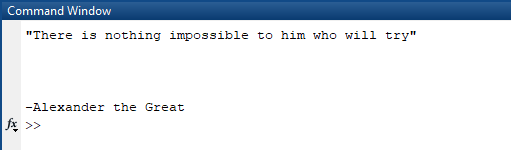 Command Window
"There is nothing impossible to him who will try"
-Alexander the Great
fx >>